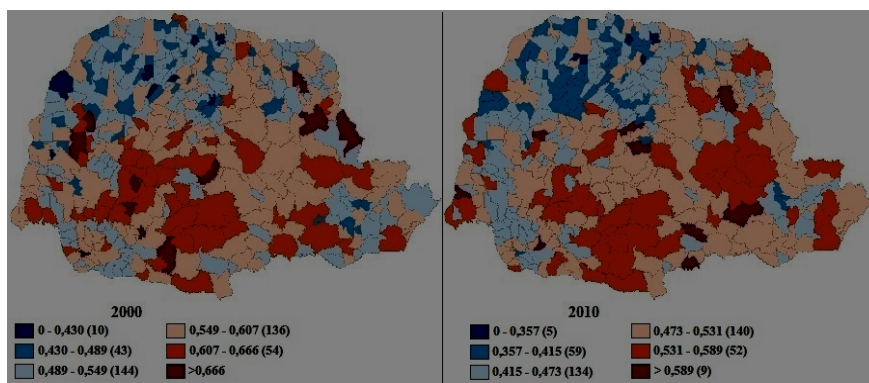 2000
0 - 0,430 (10)
0,430 - 0,489 (43)
0,489 - 0,549 (144)
0,549 - 0,607 (136)
0,607 - 0,666 (54)
>0,666
2010
0 - 0,357 (5)
0,357 - 0,415 (59)
0,415 - 0,473 (134)
0,473 - 0,531 (140)
0,531 - 0,589 (52)
> 0,589 (9)